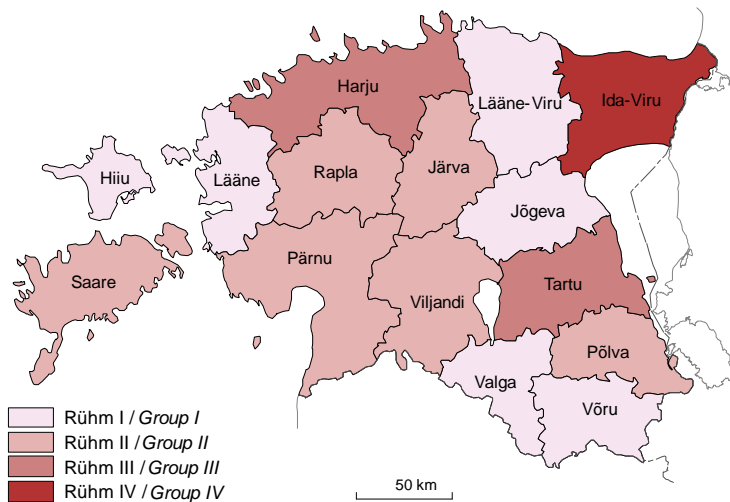 Harju
Lääne-Viru
Ida-Viru
Hiiu
Lääne
Rapla
Järva
Jõgeva
Saare
Pärnu
Viljandi
Tartu
Põlva
Valga
Võru
Rühm I / Group I
Rühm II / Group II
Rühm III / Group III
Rühm IV / Group IV
50 km